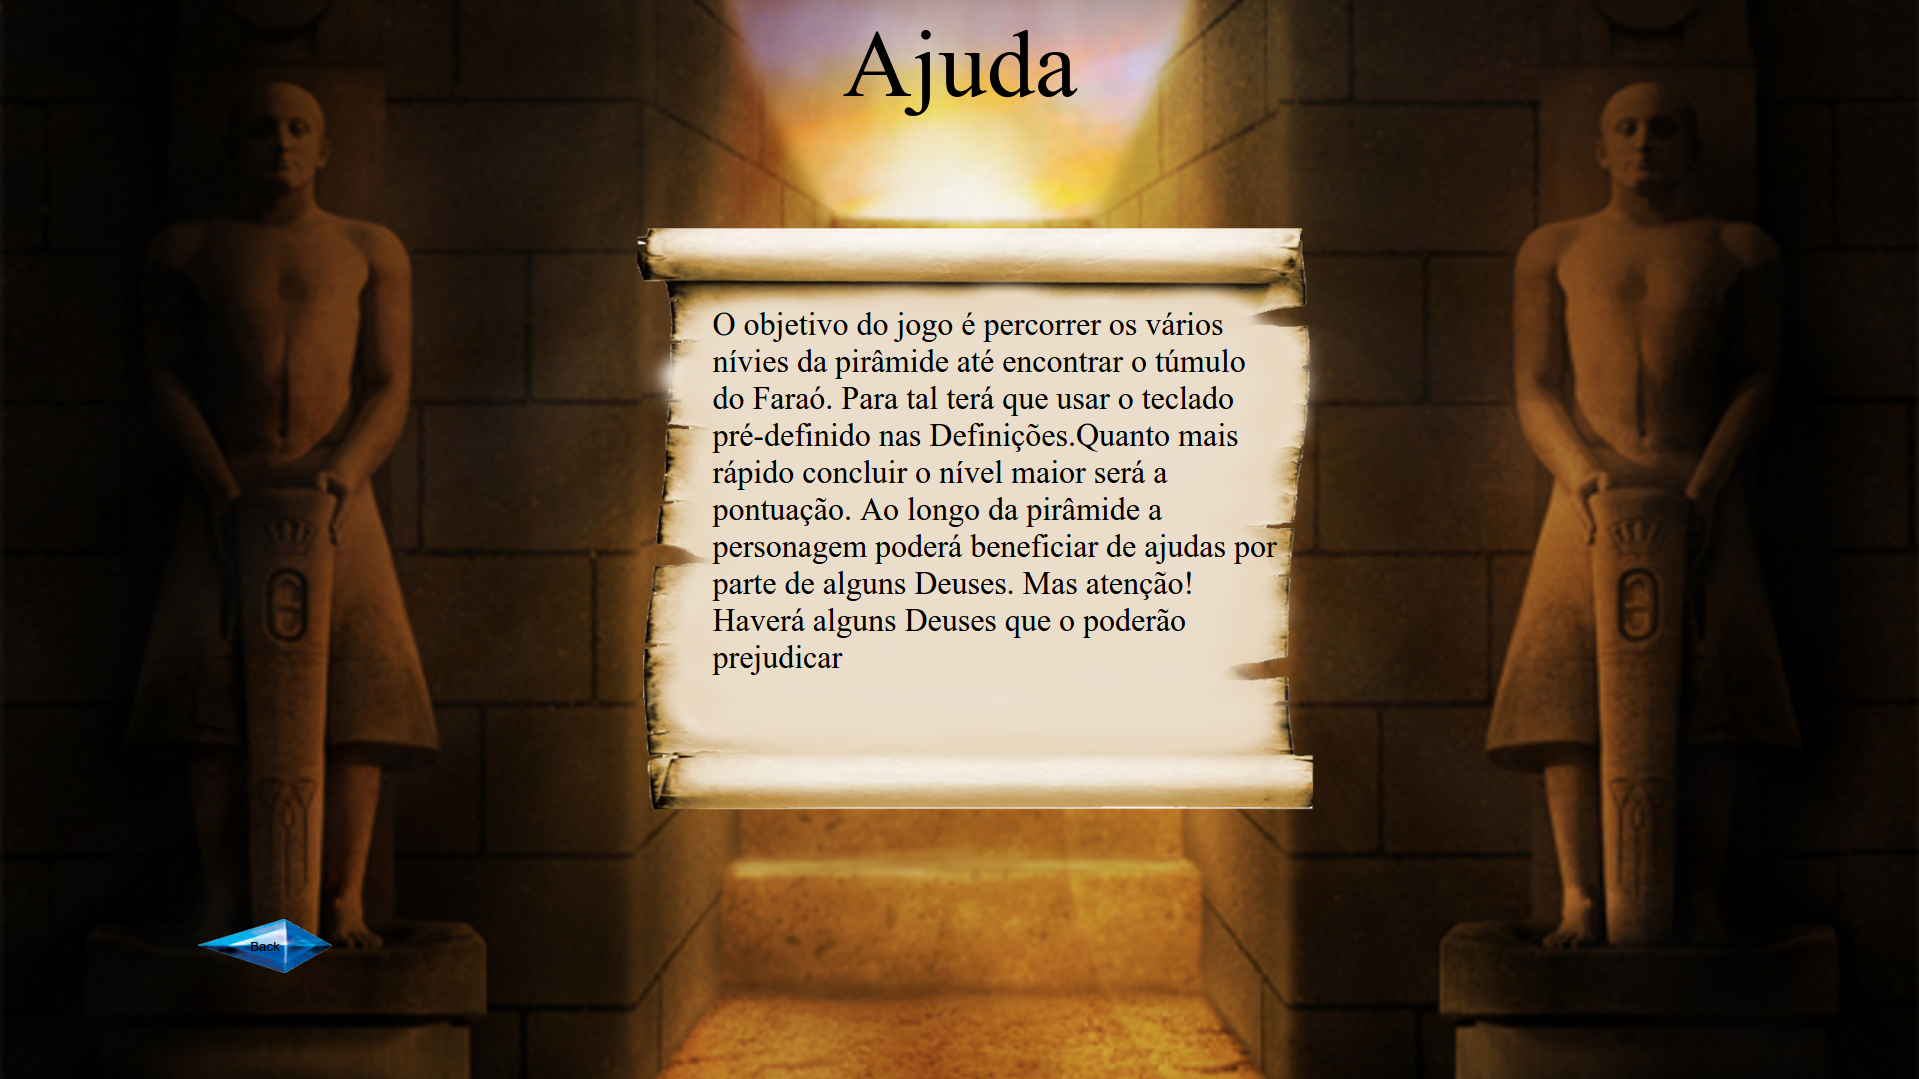 Ajuda
O objetivo do jogo é percorrer os vários
nívies da pirâmide até encontrar o túmulo
do Faraó. Para tal terá que usar o teclado
pré-definido nas Definições.Quanto mais
rápido concluir o nível maior será a
pontuação. Ao longo da pirâmide a
personagem poderá beneficiar de ajudas por
parte de alguns Deuses. Mas atenção!
Haverá alguns Deuses que o poderão
prejudicar
Back